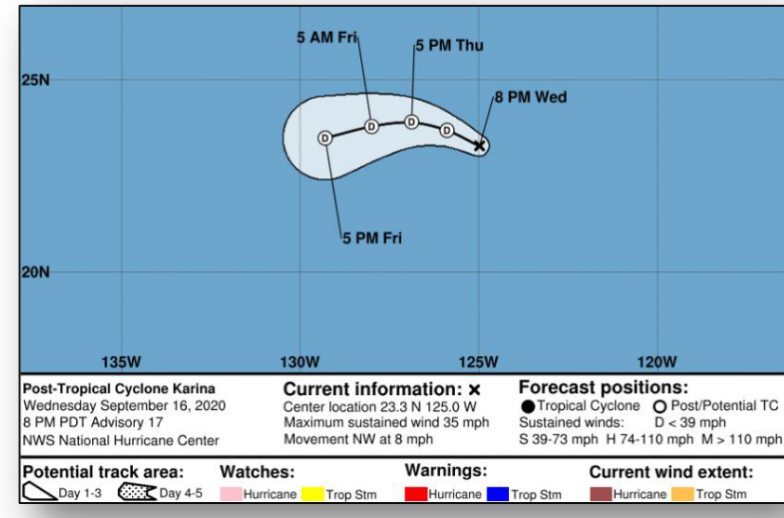 5 AM Fri
5 PM Thu
25N
8 PM Wed
D D D D
5 PM Fri
20N
135W 130W 125W 120W
Post-Tropical Cyclone Karina
Wednesday September 16, 2020
8 PM PDT Advisory 17
NWS National Hurricane Center
Current information: ×
Center location 23.3 N 125.0 W
Maximum sustained wind 35 mph
Movement NW at 8 mph
Forecast positions:
● Tropical Cyclone ○ Post/Potential TC
Sustained winds: D < 39 mph
S 39-73 mph H 74-110 mph M > 110 mph
Potential track area:
Day 1-3 Day 4-5
Watches:
Hurricane Trop Stm
Warnings:
Hurricane Trop Stm
Current wind extent:
Hurricane Trop Stm